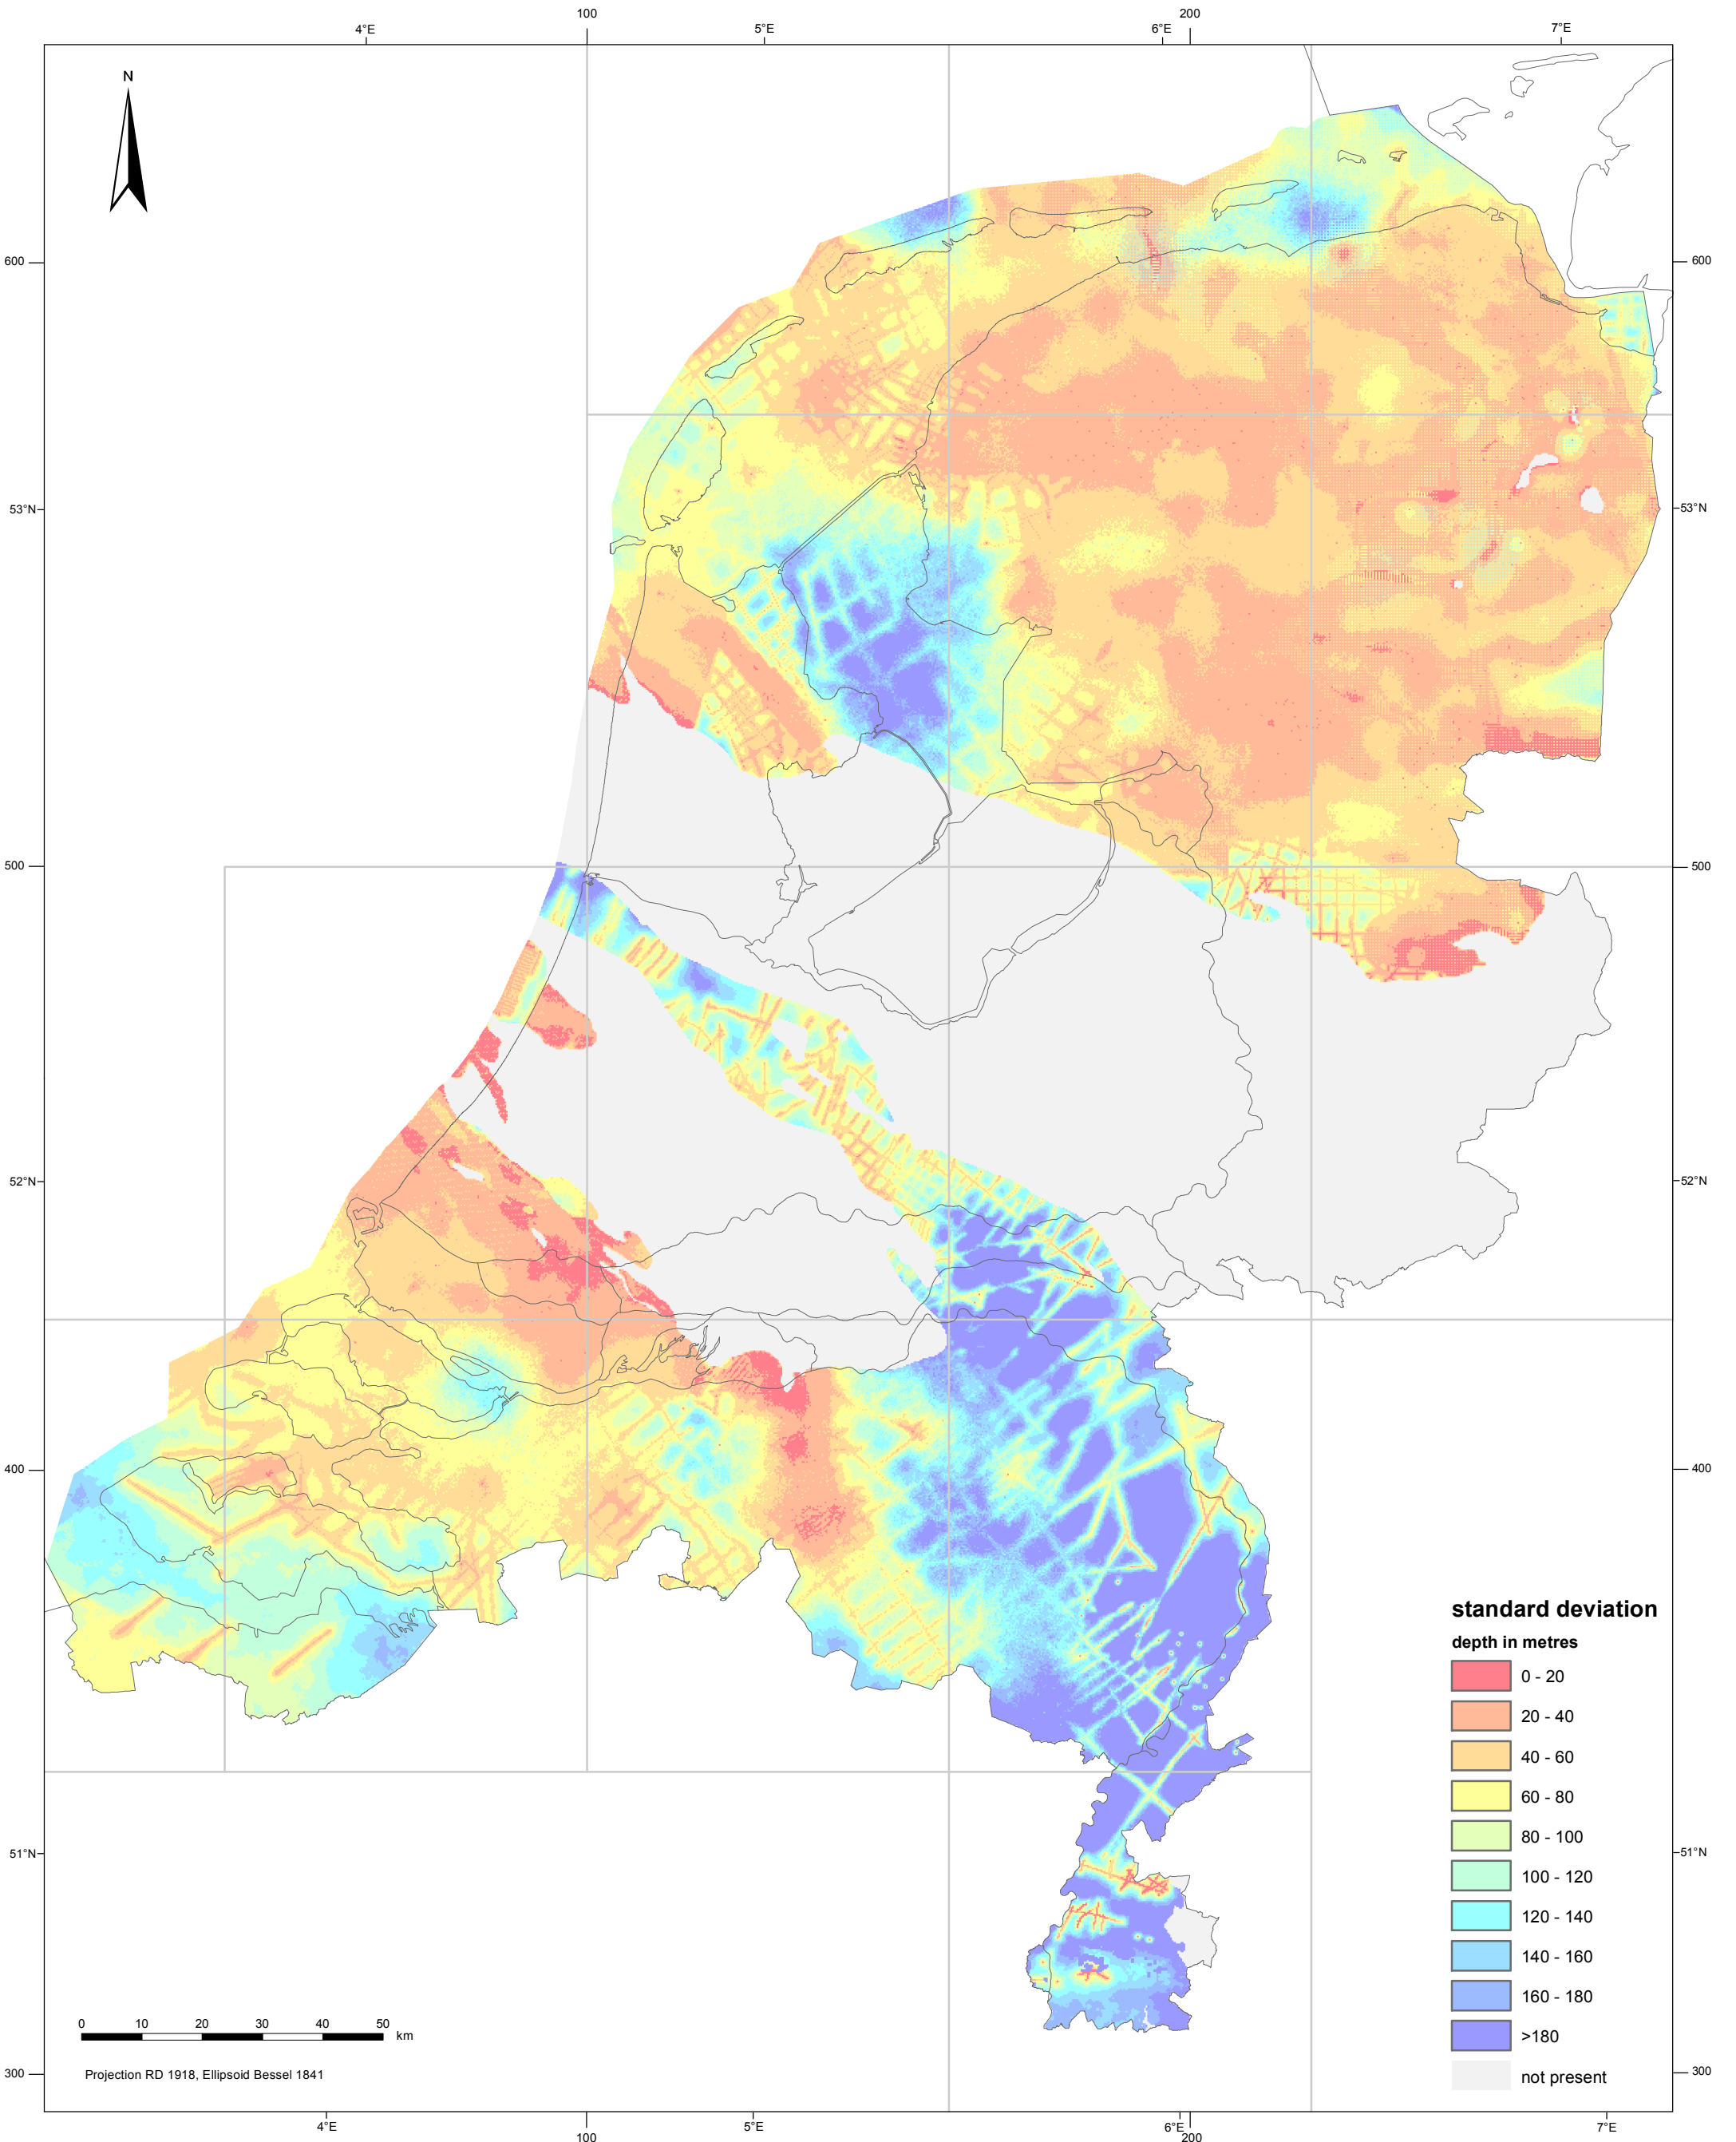 100 200
4°E 5°E 6°E 7°E
N
600 600
53°N 53°N
500 500
52°N 52°N
400 400
standard deviation
depth in metres
0 - 20
20 - 40
40 - 60
60 - 80
80 - 100
100 - 120
120 - 140
140 - 160
160 - 180
>180
not present
51°N 51°N
0 10 20 30 40 50
km
Projection RD 1918, Ellipsoid Bessel 1841
300 300
4°E 5°E 6°E 7°E
100 200